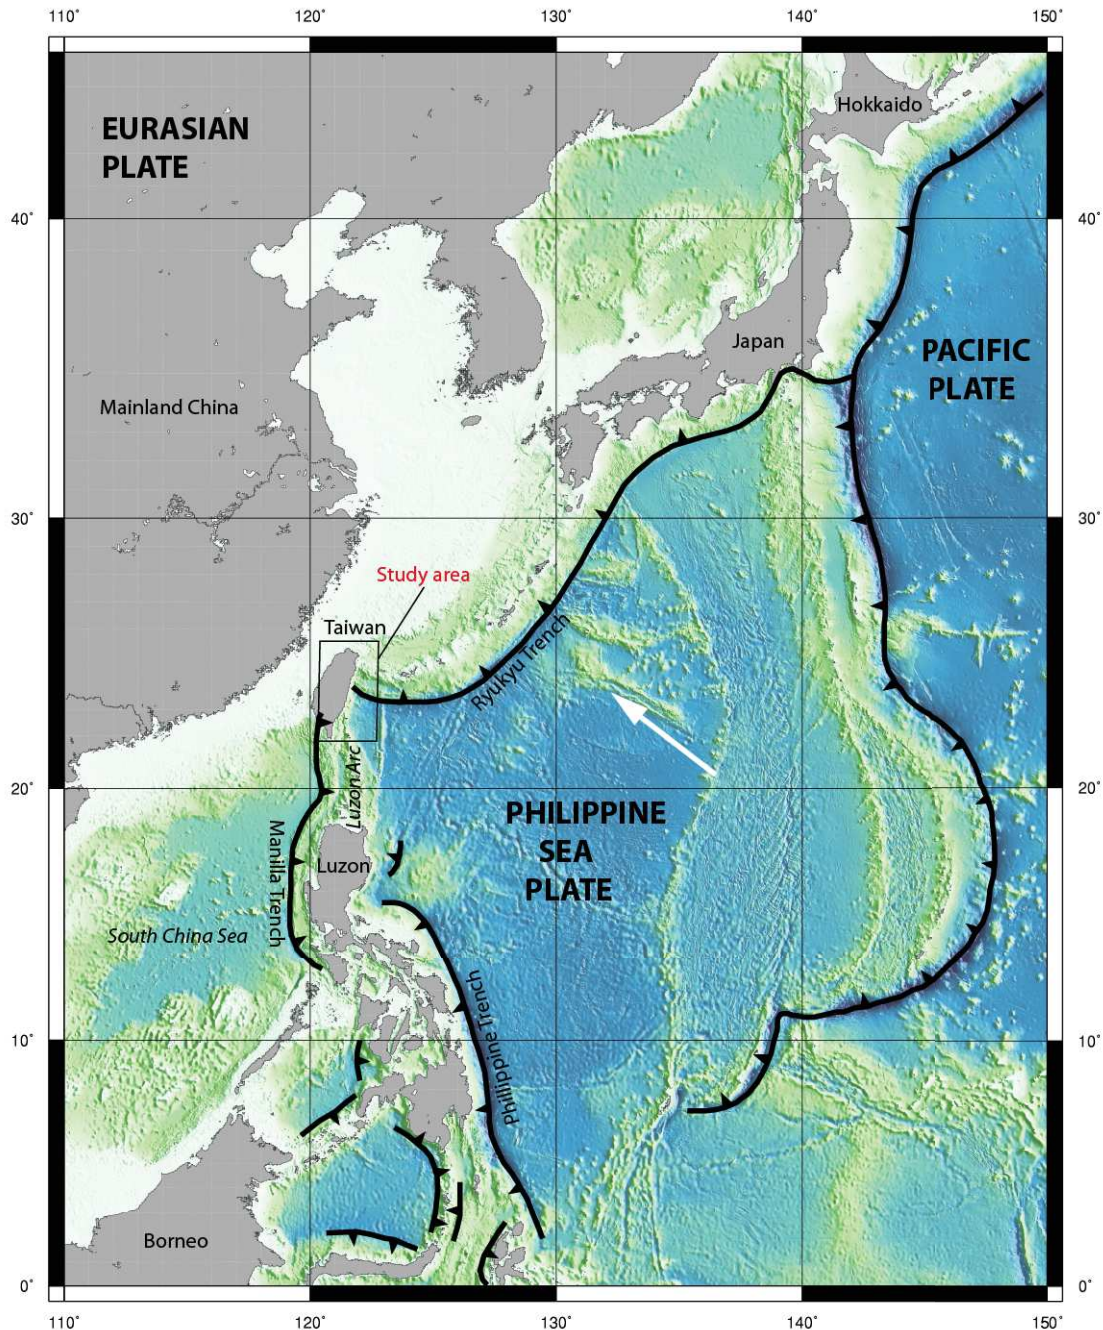 110˚ 120˚ 130˚ 140˚ 150˚
Hokkaido
EURASIAN
PLATE
40˚ 40˚
Japan
PACIFIC
PLATE
Mainland China
30˚ 30˚
Study area
Taiwan
Ryukyu Trench
Luzon Arc
20˚ 20˚
PHILIPPINE
SEA
PLATE
Manilla Trench
Luzon
South China Sea
Philippine Trench
10˚ 10˚
Borneo
0˚ 0˚
110˚ 120˚ 130˚ 140˚ 150˚